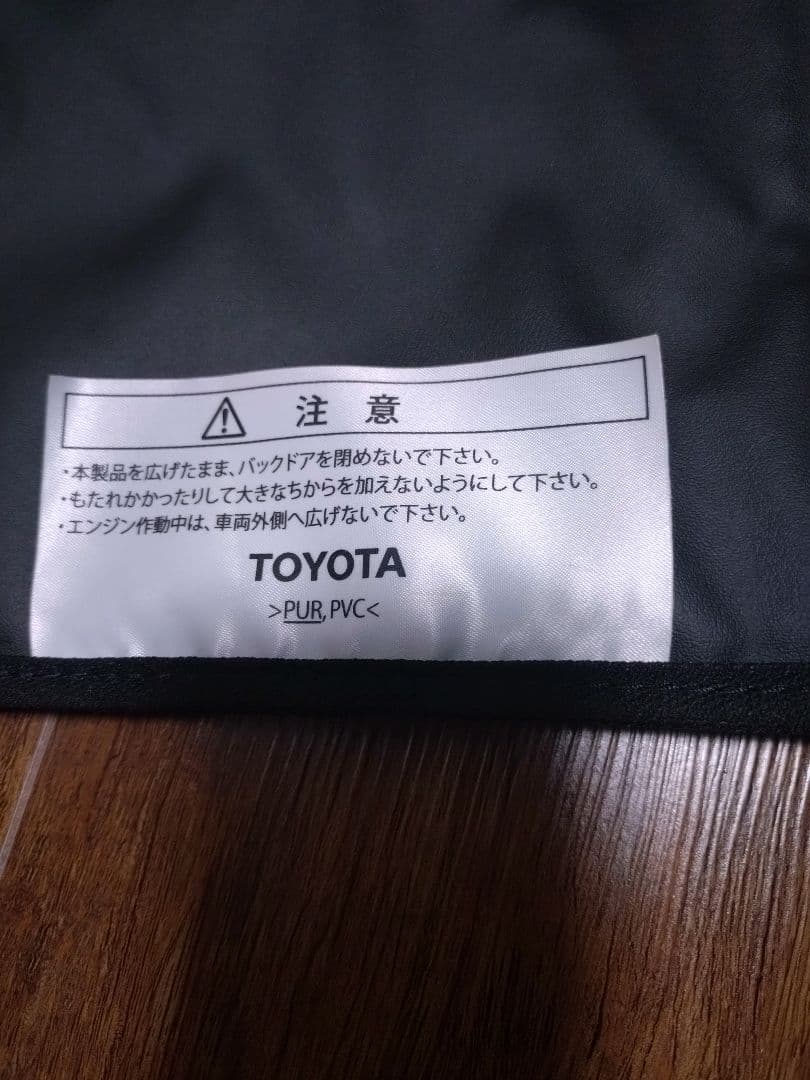 注意
・本製品を広げたまま、バックドアを閉めないで下さい。
・もたれかかったりして大きなちからを加えないようにして下さい。
・エンジン作動中は、車両外側へ広げないで下さい。
TOYOTA
>PUR,PVC<